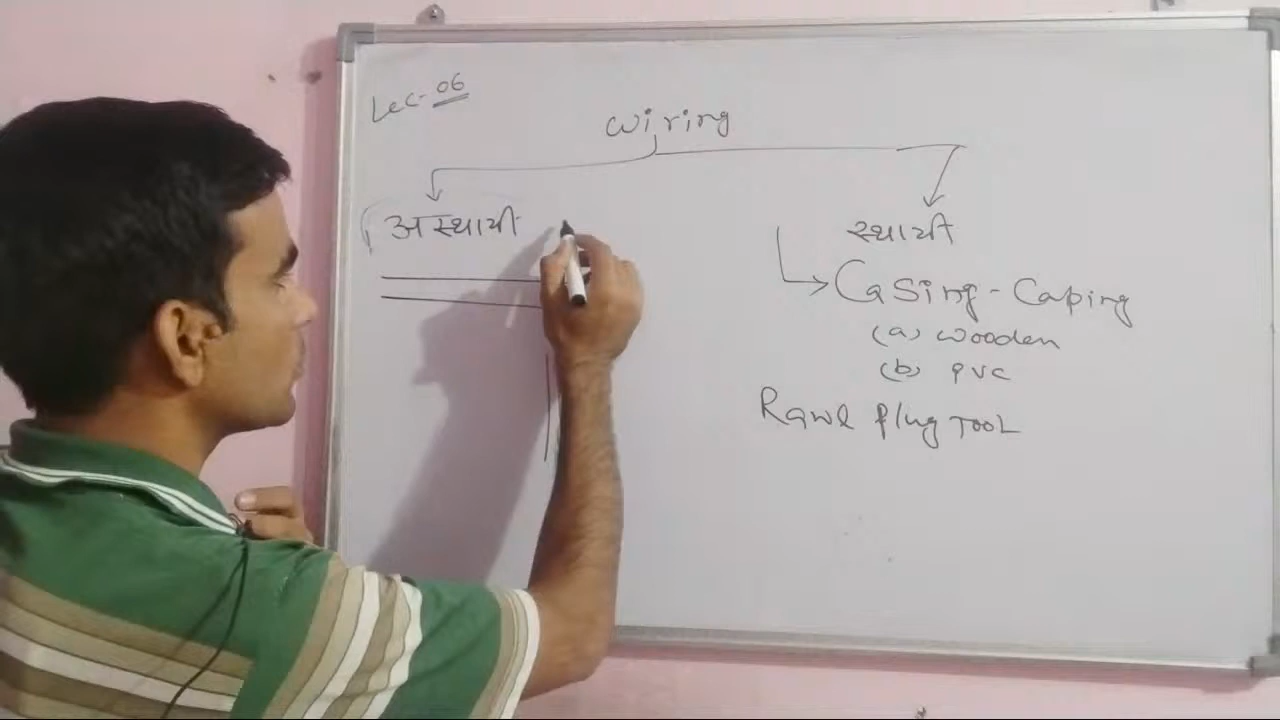 Lec-06
wiring
अस्थायी
स्थायी
Casing-Caping
(a) wooden
(b) PVC
Rawl plug TOOL